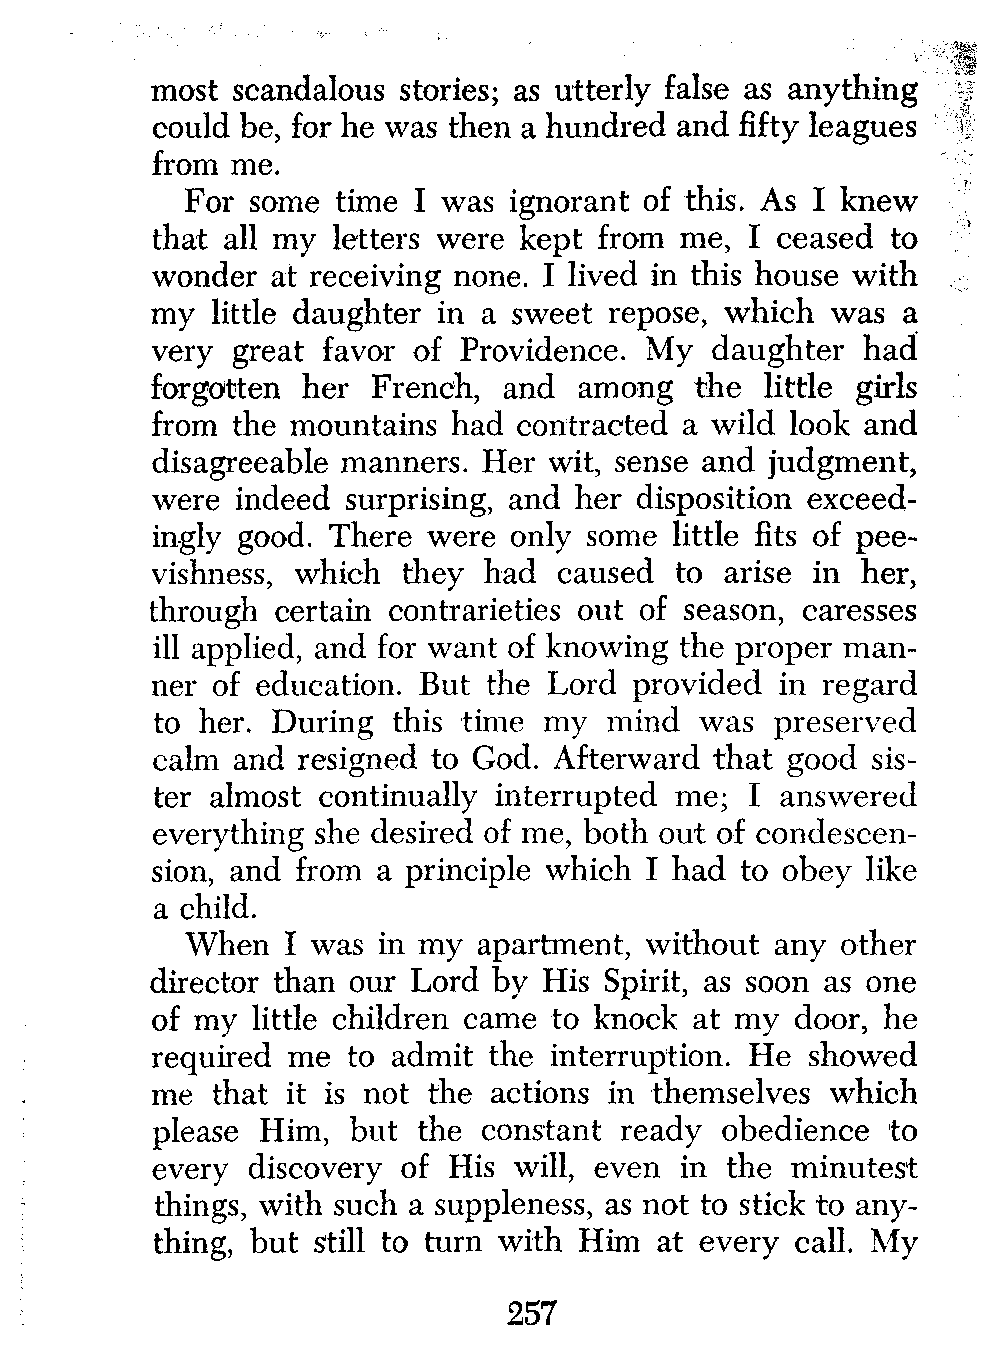 most scandalous stories; as utterly false as anything
could be, for he was then a hundred and fifty leagues
from me.
For some time I was ignorant of this. As I knew
that all my letters were kept from me, I ceased to
wonder at receiving none. I lived in this house with
my little daughter in a sweet repose, which was a
very great favor of Providence. My daughter had
forgotten her French, and among the little girls
from the mountains had contracted a wild look and
disagreeable manners. Her wit, sense and judgment,
were indeed surprising, and her disposition exceed-
ingly good. There were only some little fits of pee-
vishness, which they had caused to arise in her,
through certain contrarieties out of season, caresses
ill applied, and for want of knowing the proper man-
ner of education. But the Lord provided in regard
to her. During this time my mind was preserved
calm and resigned to God. Afterward that good sis-
ter almost continually interrupted me; I answered
everything she desired of me, both out of condescen-
sion, and from a principle which I had to obey like
a child.
When I was in my apartment, without any other
director than our Lord by His Spirit, as soon as one
of my little children came to knock at my door, he
required me to admit the interruption. He showed
me that it is not the actions in themselves which
please Him, but the constant ready obedience to
every discovery of His will, even in the minutest
things, with such a suppleness, as not to stick to any-
thing, but still to turn with Him at every call. My
257